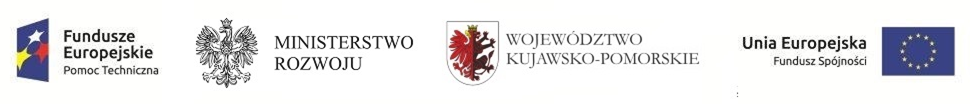 Fundusze
Europejskie
Pomoc Techniczna
MINISTERSTWO
ROZWOJU
WOJEWÓDZTWO
KUJAWSKO-POMORSKIE
Unia Europejska
Fundusz Spójności